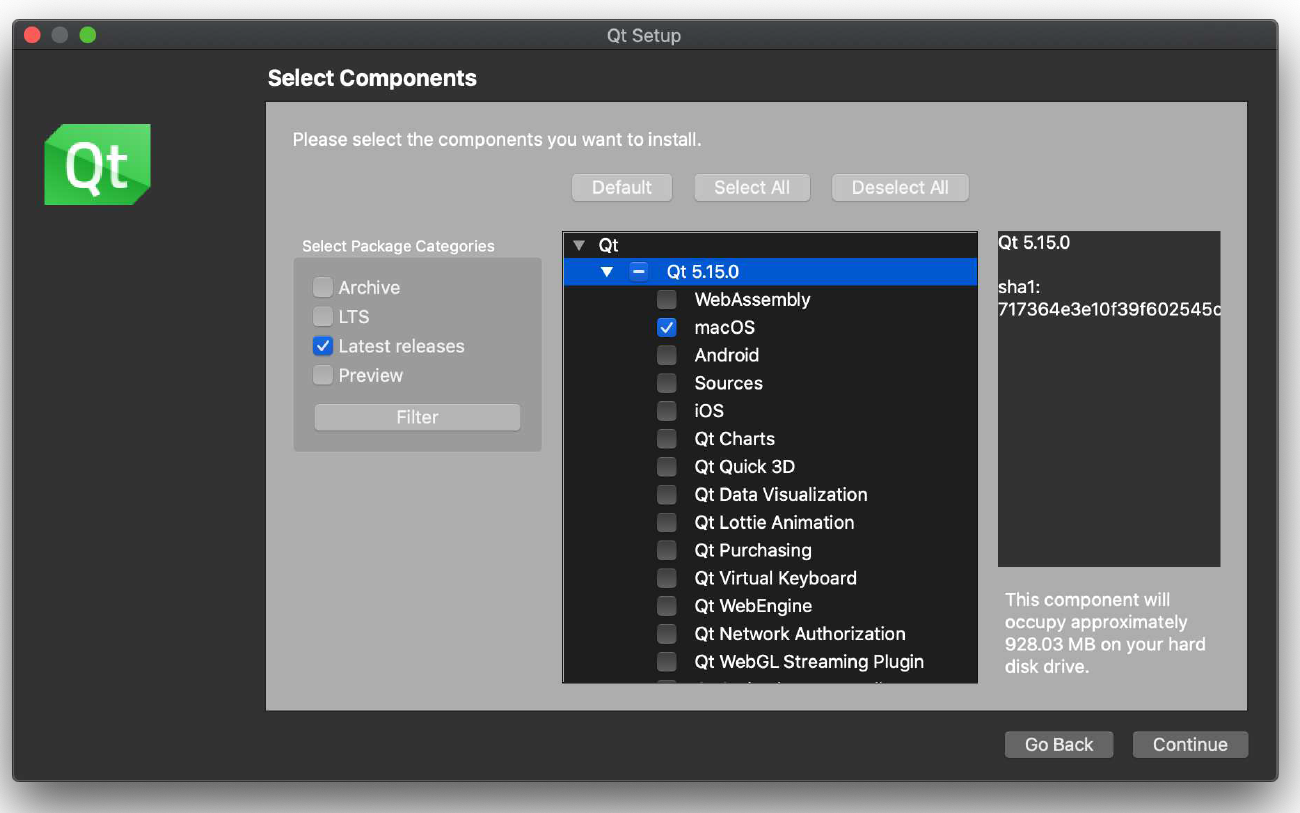 Qt Setup
Select Components
Qt
Please select the components you want to install.
Default
Select All
Deselect All
Select Package Categories
Archive
LTS
Latest releases
Preview
Filter
Qt
Qt 5.15.0
WebAssembly
macOS
Android
Sources
iOS
Qt Charts
Qt Quick 3D
Qt Data Visualization
Qt Lottie Animation
Qt Purchasing
Qt Virtual Keyboard
Qt WebEngine
Qt Network Authorization
Qt WebGL Streaming Plugin
Qt 5.15.0
sha1:
717364e3e10f39f602545c
This component will
occupy approximately
928.03 MB on your hard
disk drive.
Go Back
Continue